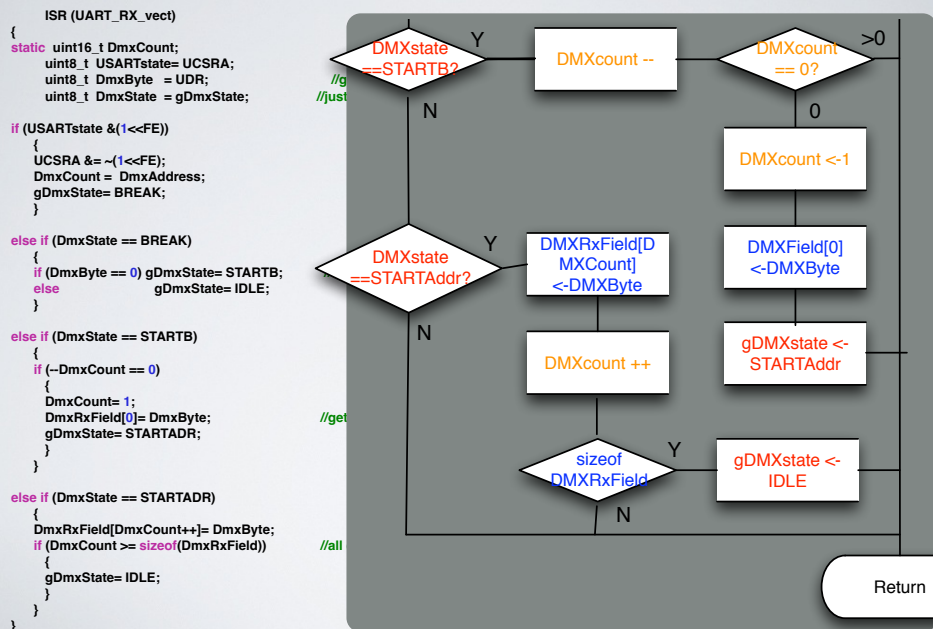 ISR (UART_RX_vect)
{
static uint16_t DmxCount;
uint8_t USARTstate= UCSRA;
uint8_t DmxByte = UDR; //g
uint8_t DmxState = gDmxState; //just
if (USARTstate &(1<<FE))
{
UCSRA &= ~(1<<FE);
DmxCount = DmxAddress;
gDmxState= BREAK;
}
else if (DmxState == BREAK)
{
if (DmxByte == 0) gDmxState= STARTB;
else gDmxState= IDLE;
}
else if (DmxState == STARTB)
{
if (--DmxCount == 0)
{
DmxCount= 1;
DmxRxField[0]= DmxByte; //get
gDmxState= STARTADR;
}
}
else if (DmxState == STARTADR)
{
DmxRxField[DmxCount++]= DmxByte;
if (DmxCount >= sizeof(DmxRxField)) //all
{
gDmxState= IDLE;
}
}
}
DMXstate
==STARTB?
Y
N
DMXcount --
DMXcount
== 0?
>0
0
DMXcount <-1
DMXField[0]
<-DMXByte
gDMXstate <-
STARTAddr
DMXstate
==STARTAddr?
Y
N
DMXRxField[D
MXCount]
<-DMXByte
DMXcount ++
sizeof
DMXRxField
Y
N
gDMXstate <-
IDLE
Return